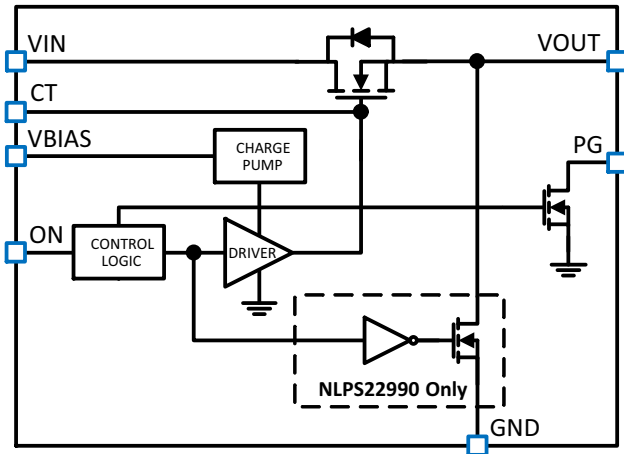 VIN
VOUT
CT
VBIAS
CHARGE
PUMP
PG
ON
CONTROL
LOGIC
DRIVER
NLPS22990 Only
GND